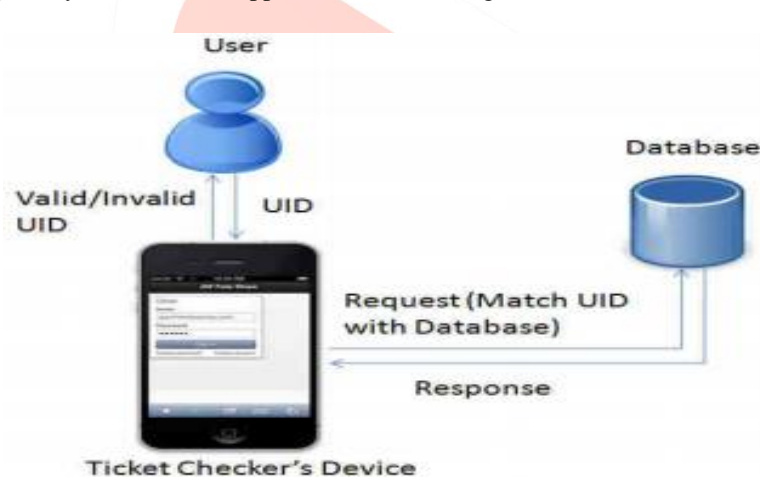 User
Database
Valid/Invalid
UID
UID
Request(Match UID
with Database)
Response
Ticket Checker's Device